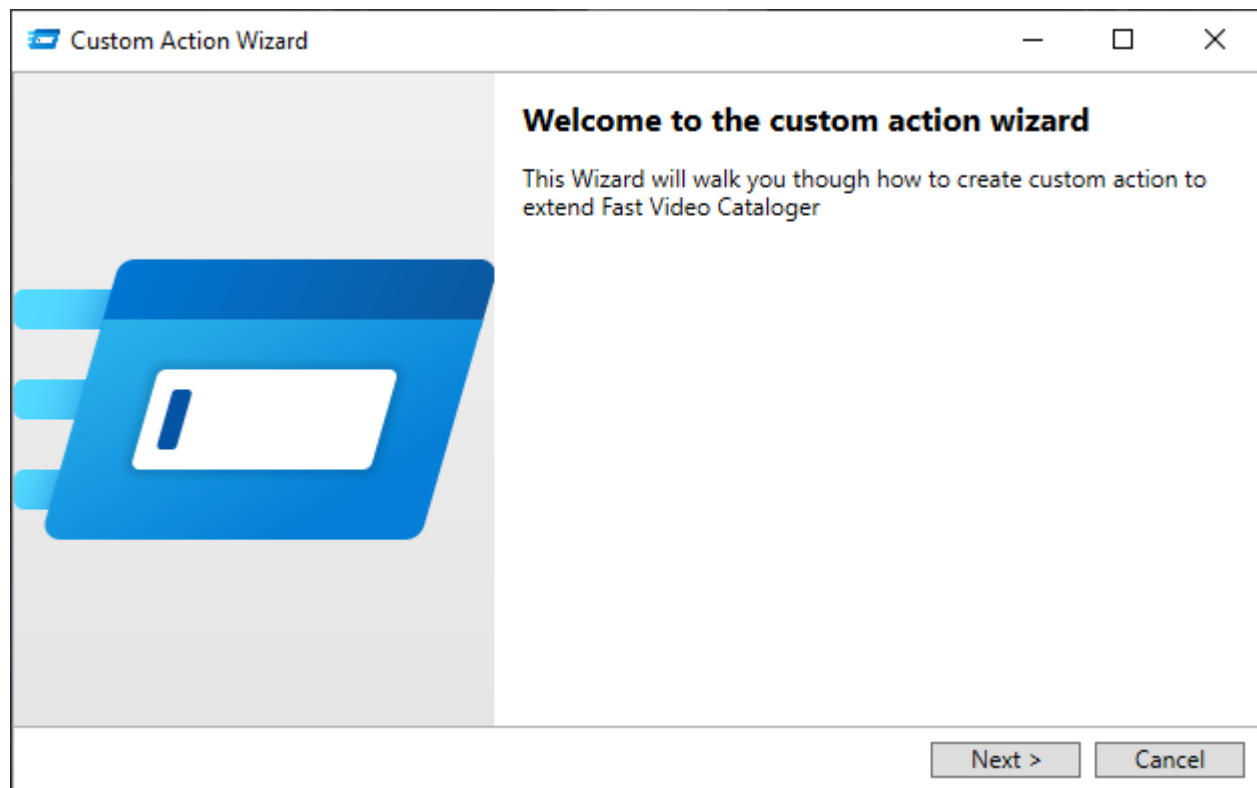 Custom Action Wizard
Welcome to the custom action wizard
This Wizard will walk you though how to create custom action to
extend Fast Video Cataloger
Next >
Cancel